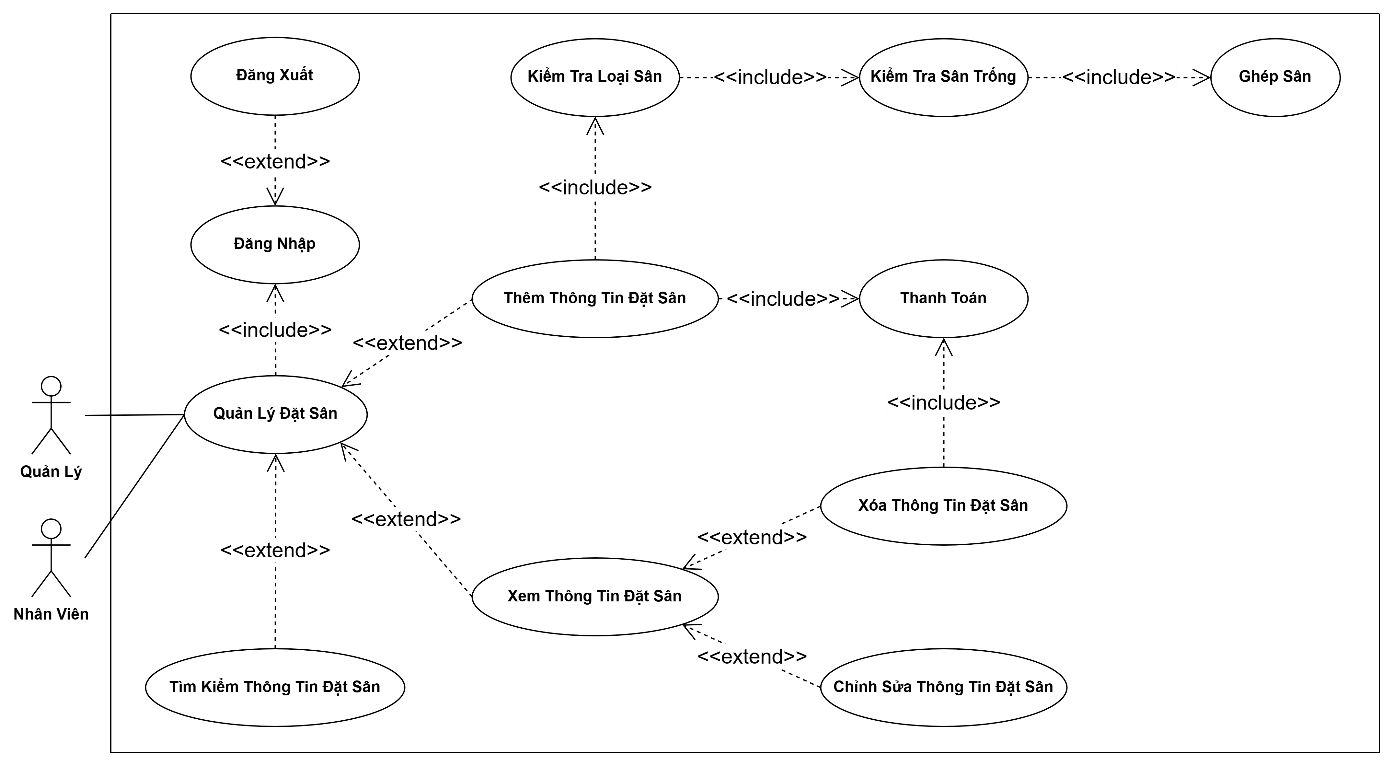 Đăng Xuất
Kiểm Tra Loại Sân
<<include>>
Kiểm Tra Sân Trống
<<include>>
Ghép Sân
<<extend>>
<<include>>
Đăng Nhập
Thêm Thông Tin Đặt Sân
<<include>>
Thanh Toán
<<include>>
<<extend>>
<<include>>
Quản Lý Đặt Sân
Quản Lý
<<extend>>
Xóa Thông Tin Đặt Sân
<<extend>>
<<extend>>
Xem Thông Tin Đặt Sân
Nhân Viên
<<extend>>
Tìm Kiếm Thông Tin Đặt Sân
Chỉnh Sửa Thông Tin Đặt Sân